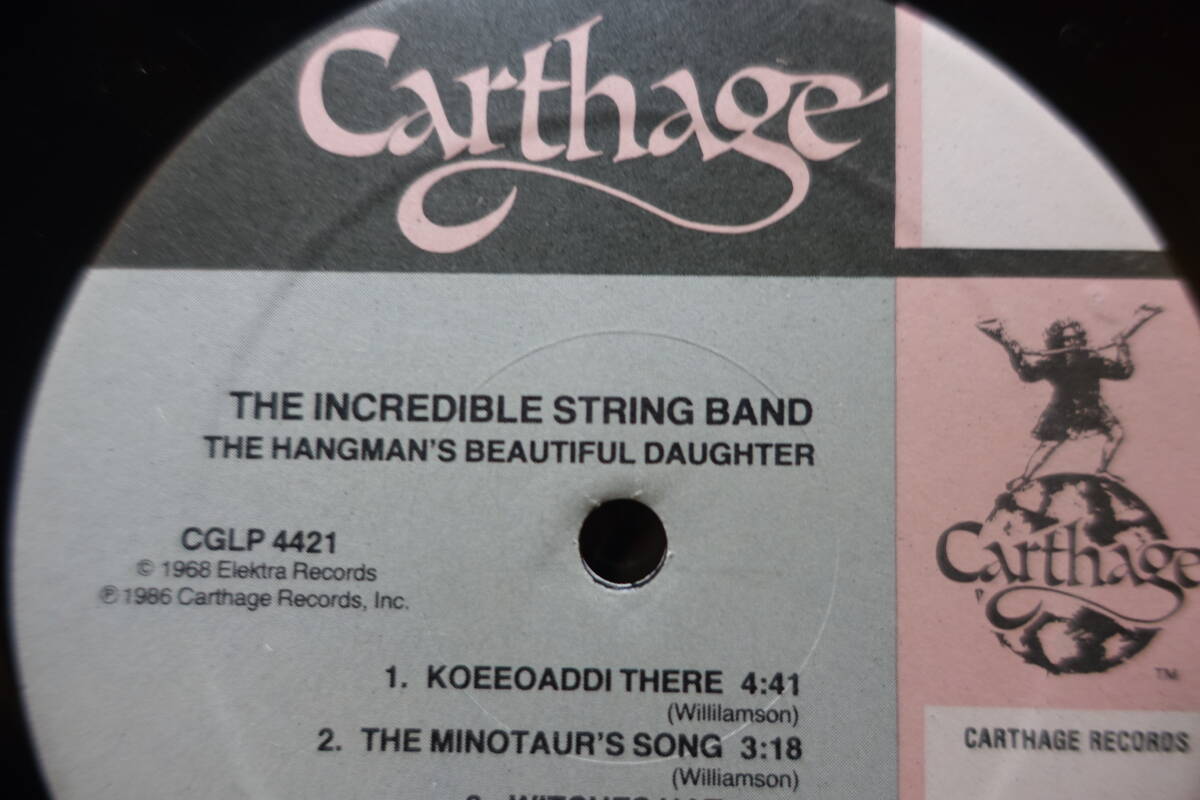 Carthage
THE INCREDIBLE STRING BAND
THE HANGMAN'S BEAUTIFUL DAUGHTER
CGLP 4421
© 1968 Elektra Records
℗ 1986 Carthage Records, Inc.
1. KOEEOADDI THERE 4:41
(Willilamson)
2. THE MINOTAUR'S SONG 3:18
(Williamson)
Carthage
TM
CARTHAGE RECORDS